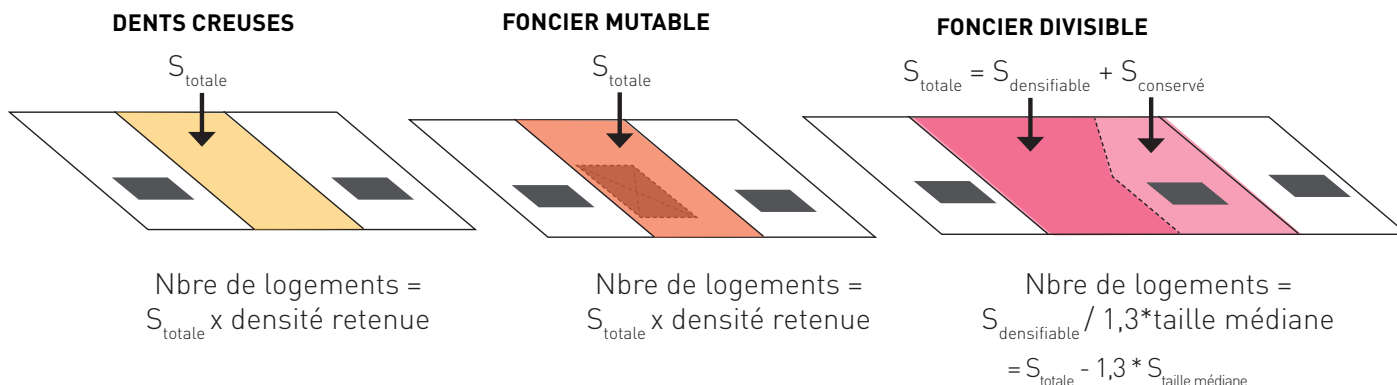 DENTS CREUSES
S totale
Nbre de logements =
S totale x densité retenue
FONCIER MUTABLE
S totale
Nbre de logements =
S totale x densité retenue
FONCIER DIVISIBLE
S totale = S densifiable + S conservé
Nbre de logements =
S densifiable / 1,3*taille médiane
= S totale - 1,3 * S taille médiane